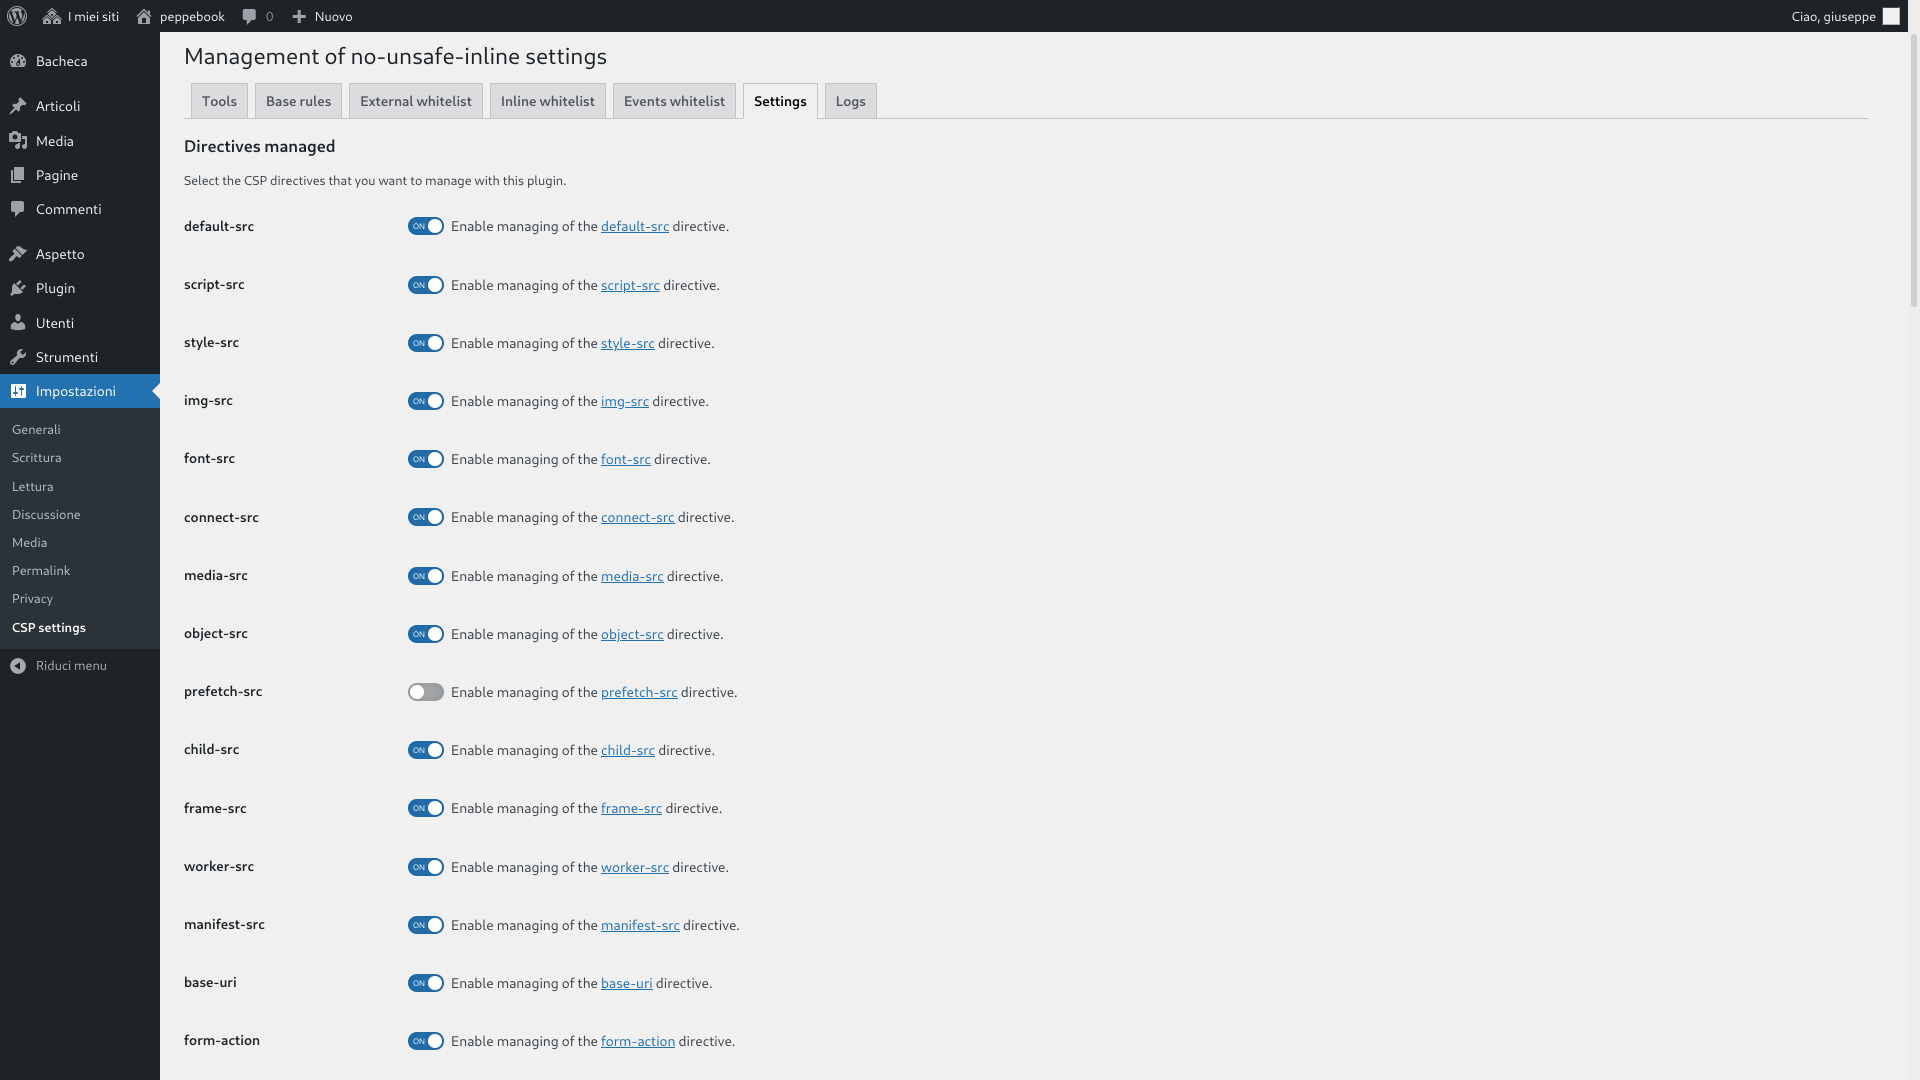 I miei siti peppebook 0 Nuovo Ciao, giuseppe
Bacheca
Articoli
Media
Pagine
Commenti
Aspetto
Plugin
Utenti
Strumenti
Impostazioni
Generali
Scrittura
Lettura
Discussione
Media
Permalink
Privacy
CSP settings
Riduci menu
Management of no-unsafe-inline settings
Tools Base rules External whitelist Inline whitelist Events whitelist Settings Logs
Directives managed
Select the CSP directives that you want to manage with this plugin.
default-src ON Enable managing of the default-src directive.
script-src ON Enable managing of the script-src directive.
style-src ON Enable managing of the style-src directive.
img-src ON Enable managing of the img-src directive.
font-src ON Enable managing of the font-src directive.
connect-src ON Enable managing of the connect-src directive.
media-src ON Enable managing of the media-src directive.
object-src ON Enable managing of the object-src directive.
prefetch-src Enable managing of the prefetch-src directive.
child-src ON Enable managing of the child-src directive.
frame-src ON Enable managing of the frame-src directive.
worker-src ON Enable managing of the worker-src directive.
manifest-src ON Enable managing of the manifest-src directive.
base-uri ON Enable managing of the base-uri directive.
form-action ON Enable managing of the form-action directive.